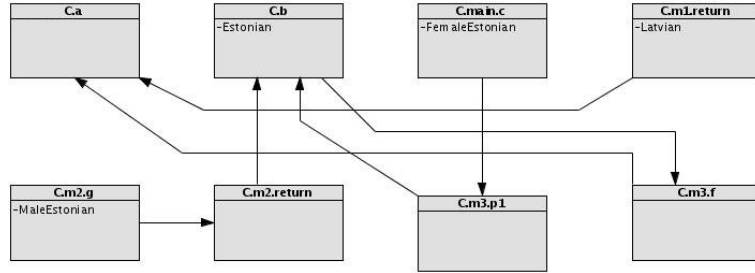 C.a
C.b
-Estonian
C.main.c
-FemaleEstonian
C.m1.return
-Latvian
C.m2.g
-MaleEstonian
C.m2.return
C.m3.p1
C.m3.f